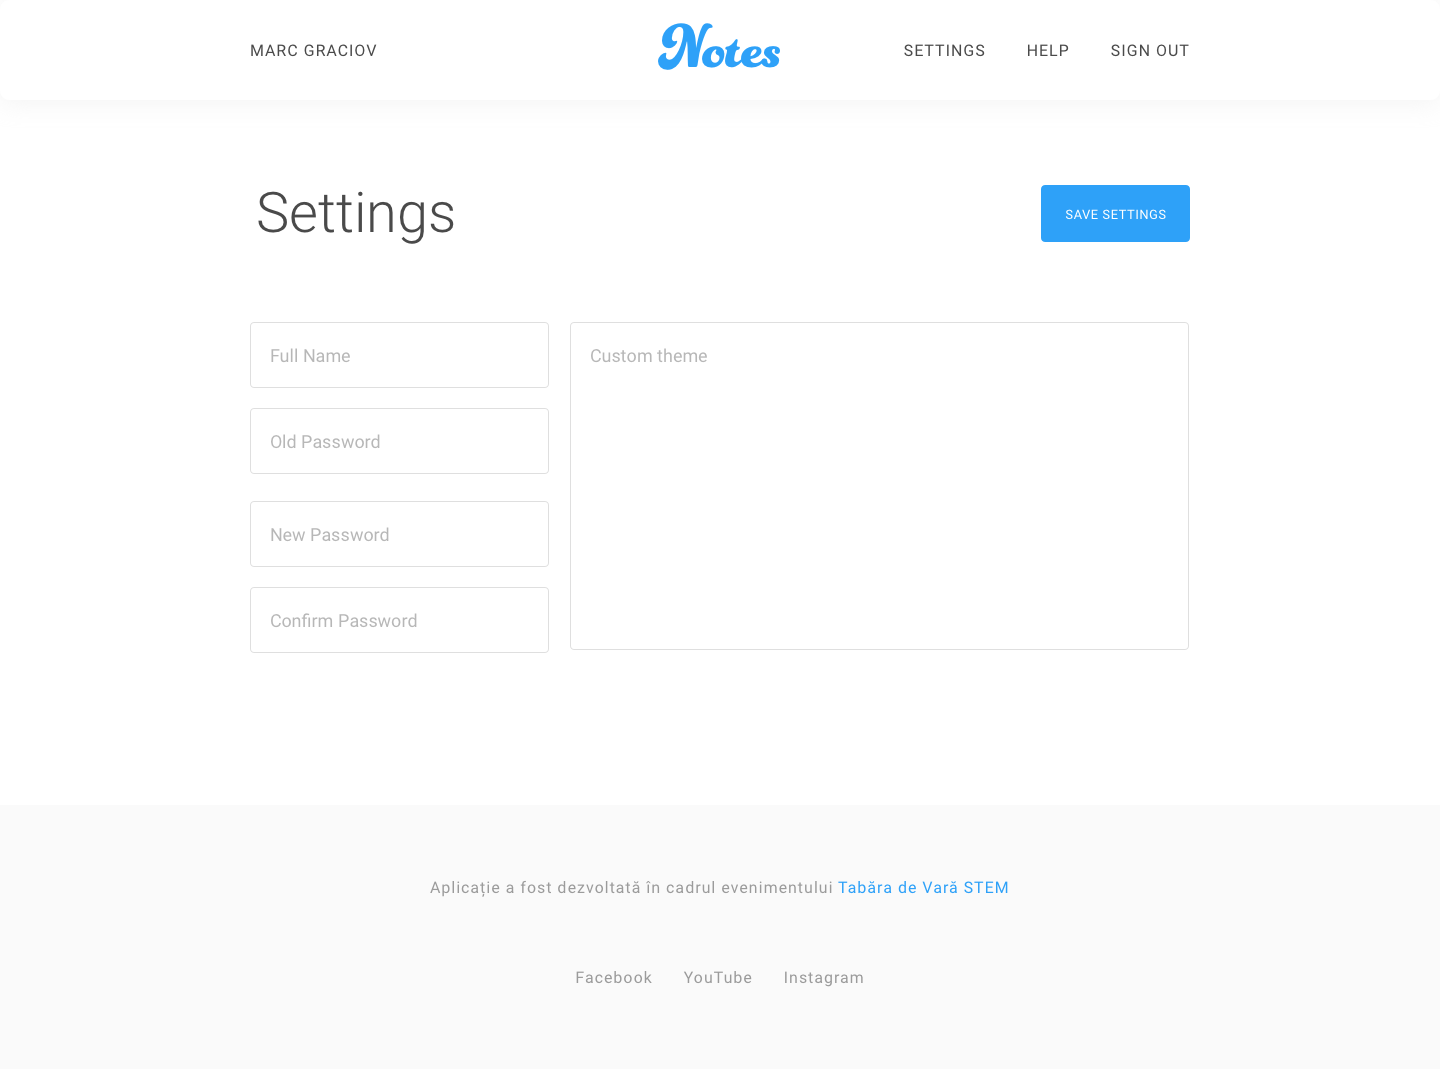 MARC GRACIOV
Notes
SETTINGS HELP SIGN OUT
Settings
SAVE SETTINGS
Full Name
Custom theme
Old Password
New Password
Confirm Password
Aplicație a fost dezvoltată în cadrul evenimentului Tabăra de Vară STEM
Facebook YouTube Instagram